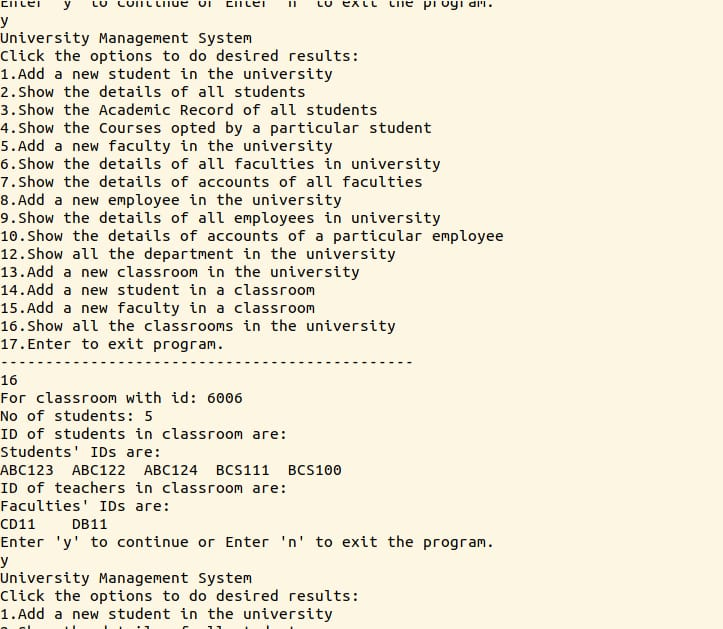 Enter 'y' to continue or Enter 'n' to exit the program.
y
University Management System
Click the options to do desired results:
1.Add a new student in the university
2.Show the details of all students
3.Show the Academic Record of all students
4.Show the Courses opted by a particular student
5.Add a new faculty in the university
6.Show the details of all faculties in university
7.Show the details of accounts of all faculties
8.Add a new employee in the university
9.Show the details of all employees in university
10.Show the details of accounts of a particular employee
12.Show all the department in the university
13.Add a new classroom in the university
14.Add a new student in a classroom
15.Add a new faculty in a classroom
16.Show all the classrooms in the university
17.Enter to exit program.
----------------------------------------------
16
For classroom with id: 6006
No of students: 5
ID of students in classroom are:
Students' IDs are:
ABC123  ABC122  ABC124  BCS111  BCS100
ID of teachers in classroom are:
Faculties' IDs are:
CD11    DB11
Enter 'y' to continue or Enter 'n' to exit the program.
y
University Management System
Click the options to do desired results:
1.Add a new student in the university